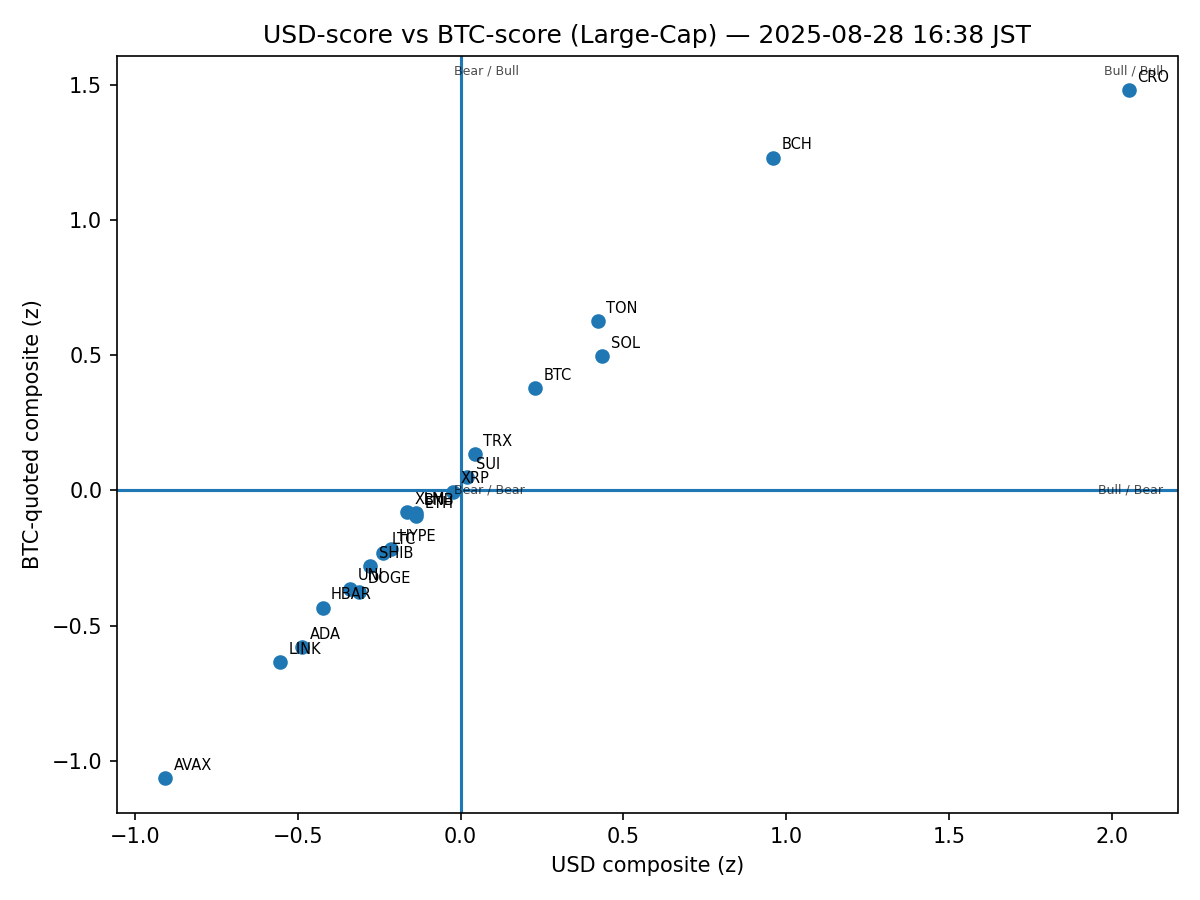 USD-score vs BTC-score (Large-Cap) — 2025-08-28 16:38 JST
Bear / Bull
Bull / Bull
CRO
1.5
BCH
1.0
TON
SOL
0.5
BTC
TRX
SUI
XRP
0.0
Bear / Bear
Bull / Bear
XLM
BNB
ETH
HYPE
LTC
SHIB
UNI
DOGE
HBAR
−0.5
ADA
LINK
−1.0
AVAX
−1.0
−0.5
0.0
0.5
1.0
1.5
2.0
USD composite (z)
BTC-quoted composite (z)